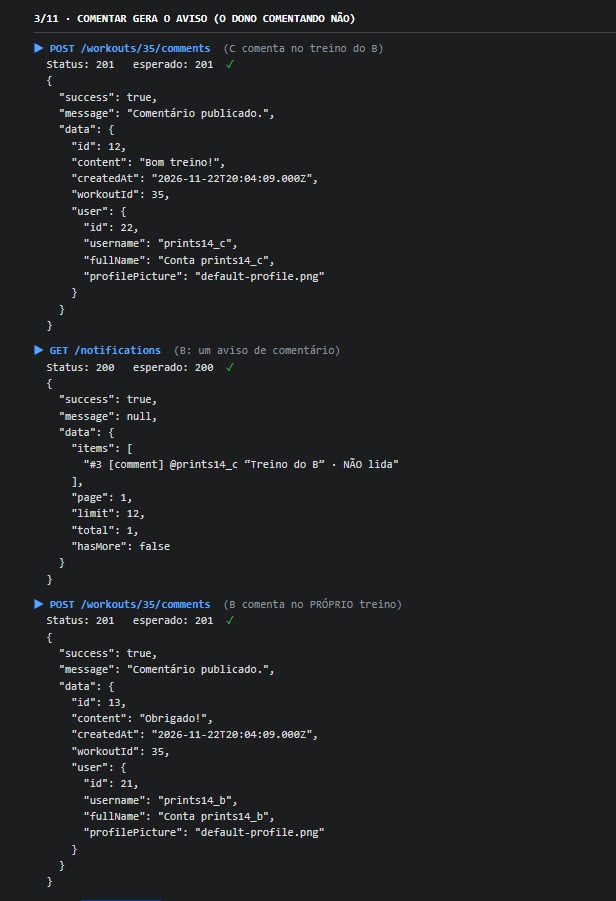 3/11 · COMENTAR GERA O AVISO (O DONO COMENTANDO NÃO)
▶ POST /workouts/35/comments (C comenta no treino do B)
Status: 201 esperado: 201 ✓
{
"success": true,
"message": "Comentário publicado.",
"data": {
"id": 12,
"content": "Bom treino!",
"createdAt": "2026-11-22T20:04:09.000Z",
"workoutId": 35,
"user": {
"id": 22,
"username": "prints14_c",
"fullName": "Conta prints14_c",
"profilePicture": "default-profile.png"
}
}
}
▶ GET /notifications (B: um aviso de comentário)
Status: 200 esperado: 200 ✓
{
"success": true,
"message": null,
"data": {
"items": [
"#3 [comment] @prints14_c “Treino do B” · NÃO lida"
],
"page": 1,
"limit": 12,
"total": 1,
"hasMore": false
}
}
▶ POST /workouts/35/comments (B comenta no PRÓPRIO treino)
Status: 201 esperado: 201 ✓
{
"success": true,
"message": "Comentário publicado.",
"data": {
"id": 13,
"content": "Obrigado!",
"createdAt": "2026-11-22T20:04:09.000Z",
"workoutId": 35,
"user": {
"id": 21,
"username": "prints14_b",
"fullName": "Conta prints14_b",
"profilePicture": "default-profile.png"
}
}
}